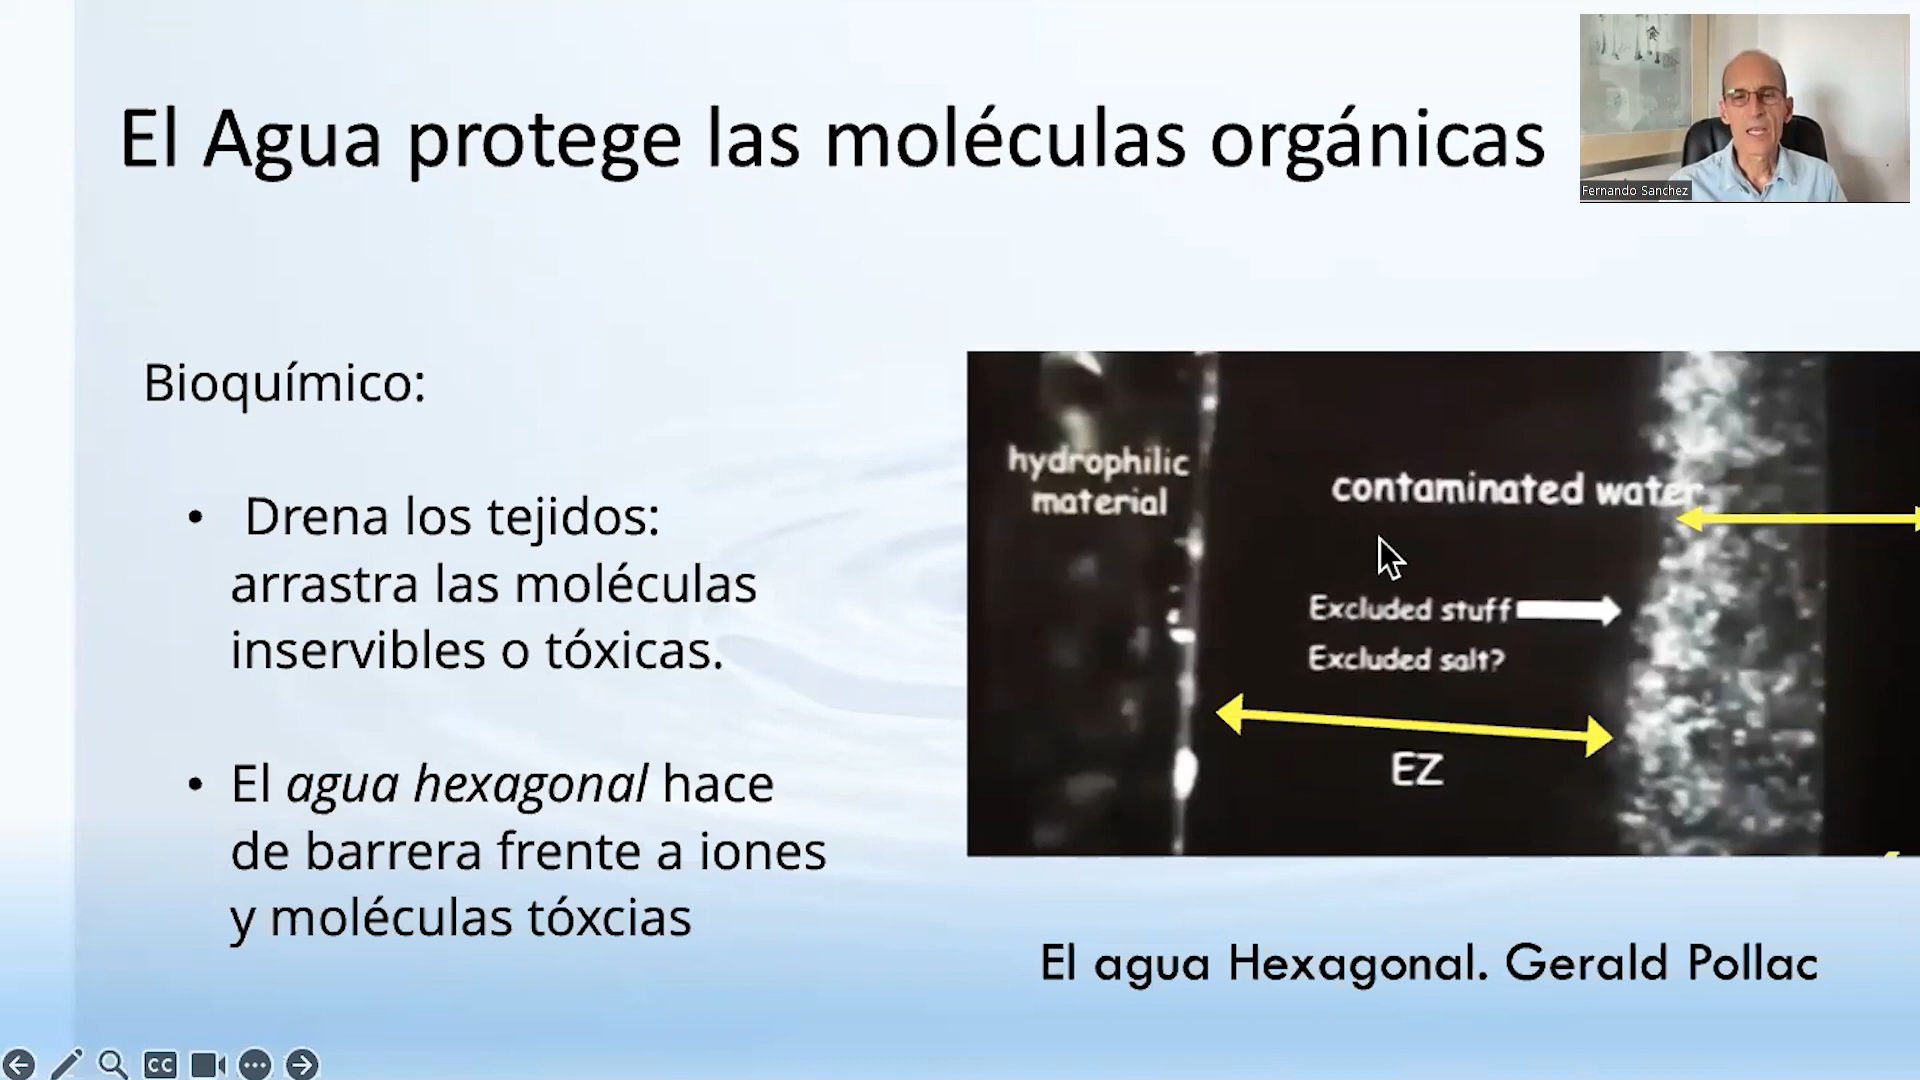 El Agua protege las moléculas orgánicas
Fernando Sanchez
Bioquímico:
• Drena los tejidos:
arrastra las moléculas
inservibles o tóxicas.
• El agua hexagonal hace
de barrera frente a iones
y moléculas tóxcias
hydrophilic
material
contaminated water
Excluded stuff
Excluded salt?
EZ
El agua Hexagonal. Gerald Pollac
CC